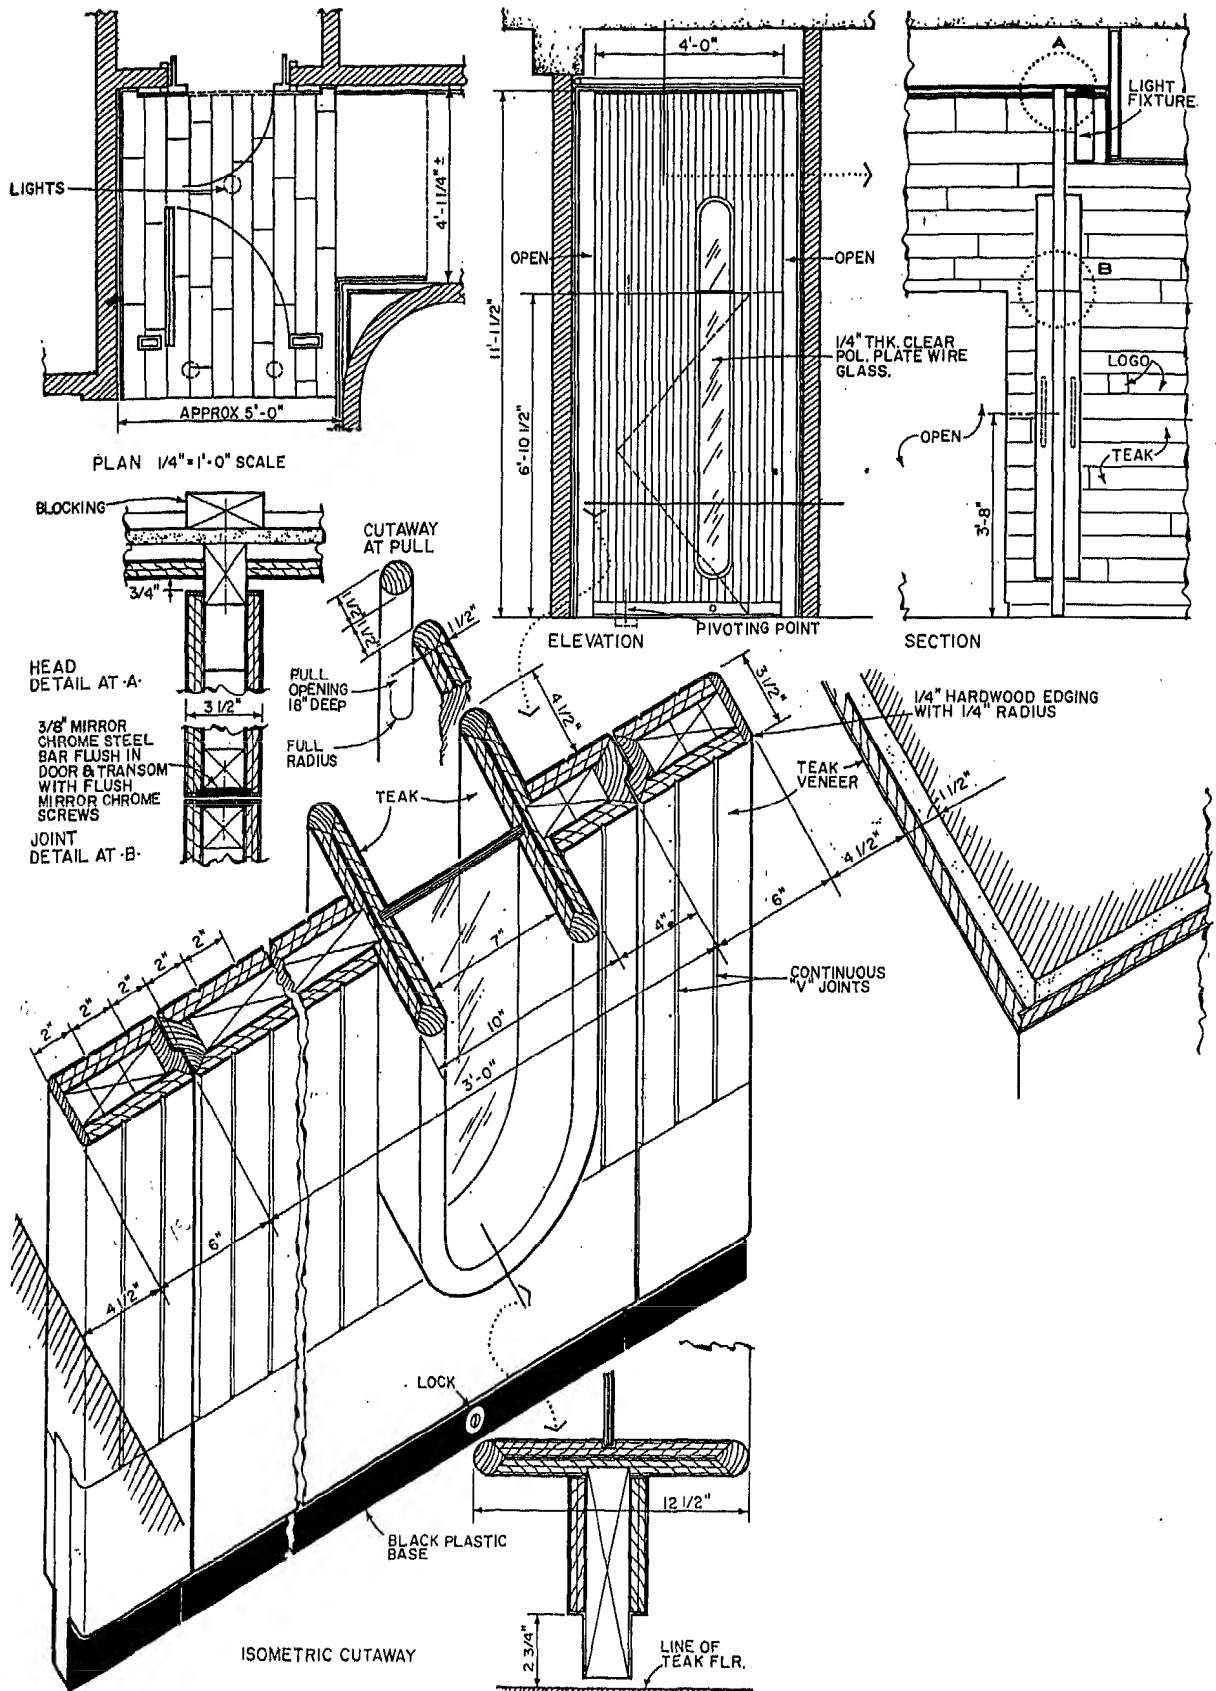 LIGHTS
4'-11/4" ±
APPROX 5'-0"
PLAN 1/4"=1'-0" SCALE
4'-0"
11'-11/2"
OPEN
OPEN
6'-10 1/2"
1/4" THK. CLEAR
POL. PLATE WIRE
GLASS.
ELEVATION
PIVOTING POINT
A
LIGHT
FIXTURE
B
LOGO
OPEN
TEAK
3'-8"
SECTION
BLOCKING
3/4"
HEAD
DETAIL AT -A-
3 1/2"
3/8" MIRROR
CHROME STEEL
BAR FLUSH IN
DOOR & TRANSOM
WITH FLUSH
MIRROR CHROME
SCREWS
JOINT
DETAIL AT -B-
CUTAWAY
AT PULL
1 1/2"
1 1/2"
1 1/2"
PULL
OPENING
18" DEEP
FULL
RADIUS
TEAK
4 1/2"
3 1/2"
1/4" HARDWOOD EDGING
WITH 1/4" RADIUS
TEAK
VENEER
1 1/2"
4 1/2"
6"
4"
7"
10"
3'-0"
CONTINUOUS
"V" JOINTS
2"
2"
2"
2"
2"
6"
4 1/2"
LOCK
BLACK PLASTIC
BASE
12 1/2"
2 3/4"
LINE OF
TEAK FLR.
ISOMETRIC CUTAWAY